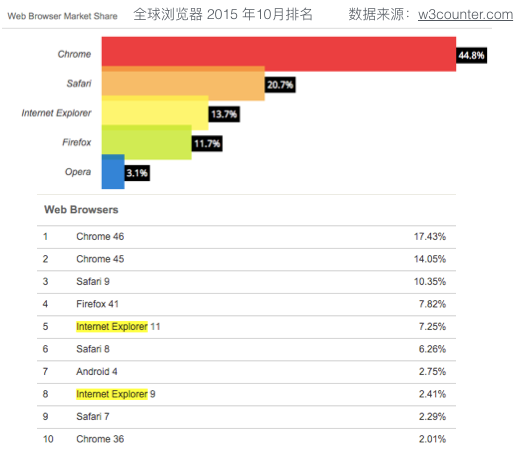 Web Browser Market Share 全球浏览器 2015 年10月排名 数据来源：w3counter.com
Chrome 44.8%
Safari 20.7%
Internet Explorer 13.7%
Firefox 11.7%
Opera 3.1%
Web Browsers
1 Chrome 46 17.43%
2 Chrome 45 14.05%
3 Safari 9 10.35%
4 Firefox 41 7.82%
5 Internet Explorer 11 7.25%
6 Safari 8 6.26%
7 Android 4 2.75%
8 Internet Explorer 9 2.41%
9 Safari 7 2.29%
10 Chrome 36 2.01%